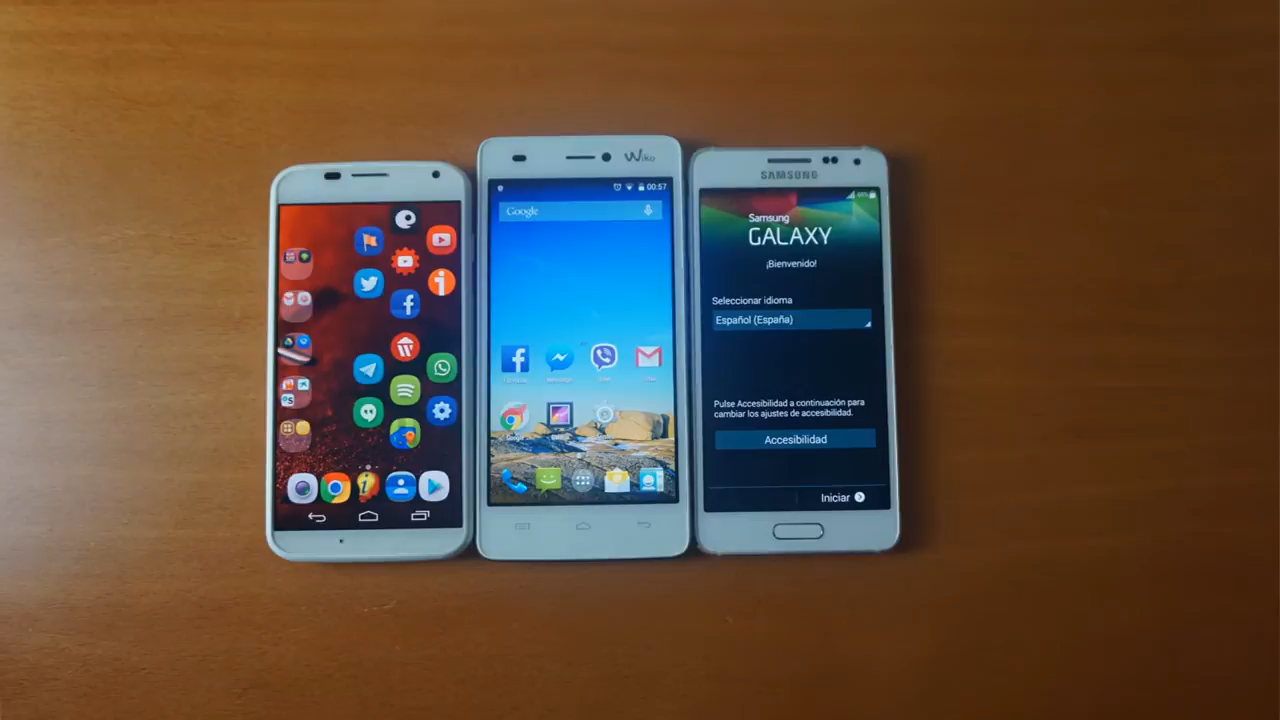 Wiko
00:57
Google
SAMSUNG
Samsung
GALAXY
¡Bienvenido!
Seleccionar idioma
Español (España)
Pulse Accesibilidad a continuación para
cambiar los ajustes de accesibilidad.
Accesibilidad
Iniciar